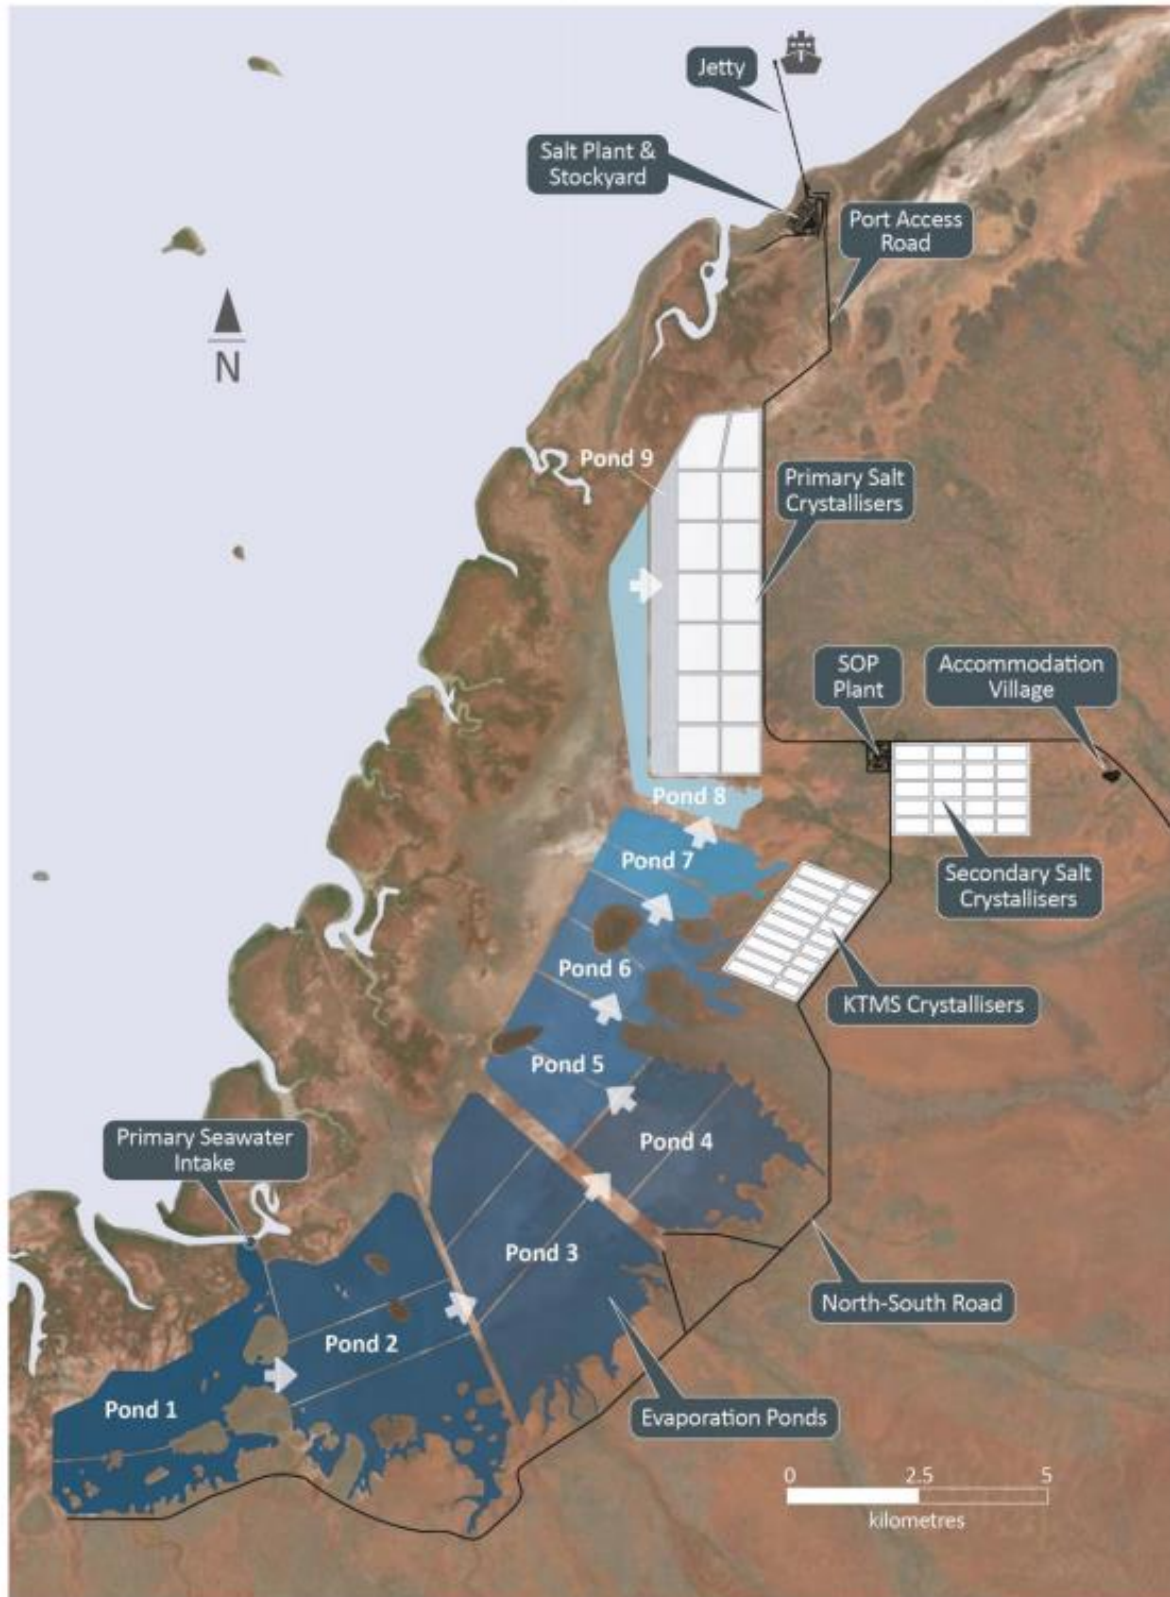 Jetty
Salt Plant &
Stockyard
Port Access
Road
N
Pond 9
Primary Salt
Crystallisers
SOP
Plant
Accommodation
Village
Pond 8
Pond 7
Secondary Salt
Crystallisers
Pond 6
KTMS Crystallisers
Pond 5
Primary Seawater
Intake
Pond 4
Pond 3
North-South Road
Pond 2
Pond 1
Evaporation Ponds
0 2.5 5
kilometres